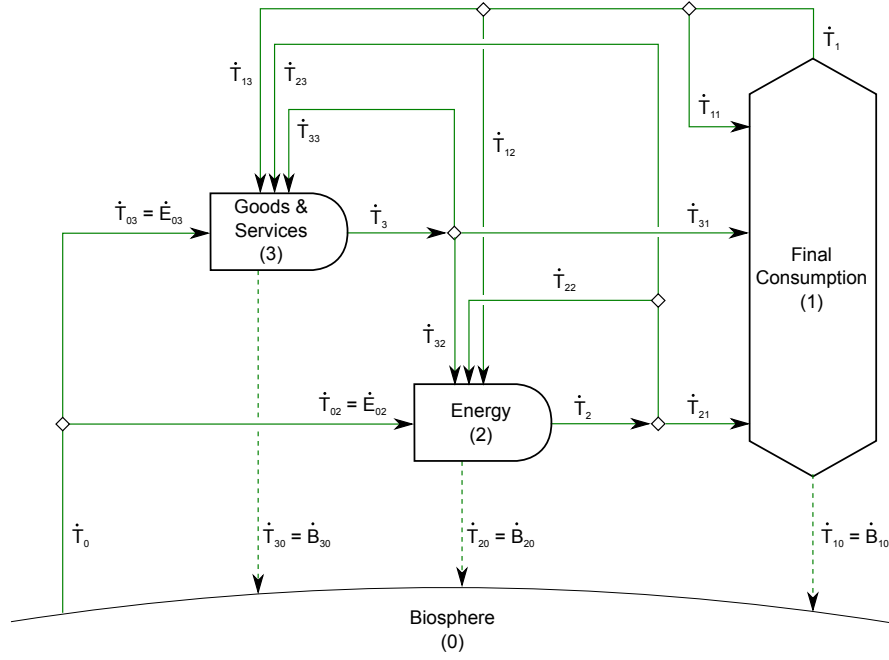 Ṫ₁
Ṫ₁₃
Ṫ₂₃
Ṫ₁₁
Ṫ₃₃
Ṫ₁₂
Ṫ₀₃ = Ė₀₃
Goods &
Services
(3)
Ṫ₃
Ṫ₃₁
Final
Consumption
(1)
Ṫ₂₂
Ṫ₃₂
Ṫ₀₂ = Ė₀₂
Energy
(2)
Ṫ₂
Ṫ₂₁
Ṫ₀
Ṫ₃₀ = Ḃ₃₀
Ṫ₂₀ = Ḃ₂₀
Ṫ₁₀ = Ḃ₁₀
Biosphere
(0)